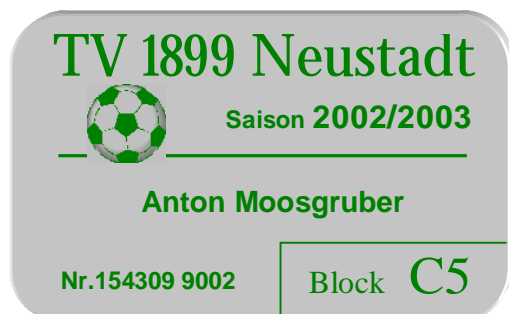 TV 1899 Neustadt
Saison 2002/2003
Anton Moosgruber
Nr.154309 9002
Block C5